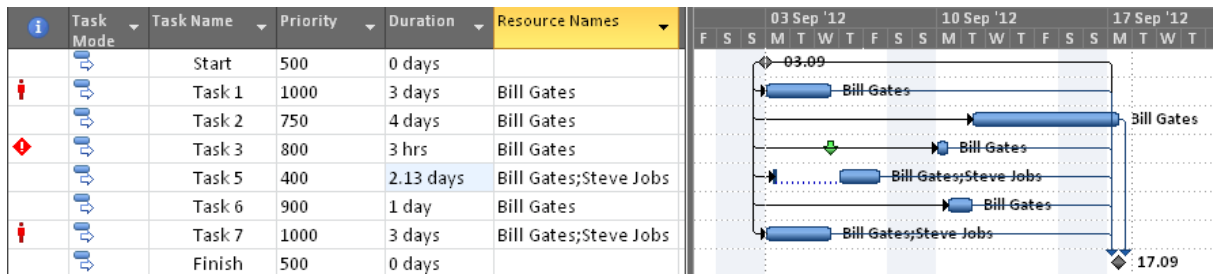 Task Mode Task Name Priority Duration Resource Names 03 Sep '12 10 Sep '12 17 Sep '12
F S S M T W T F S S M T W T F S S M T W T
Start 500 0 days 03.09
Task 1 1000 3 days Bill Gates Bill Gates
Task 2 750 4 days Bill Gates Bill Gates
Task 3 800 3 hrs Bill Gates Bill Gates
Task 5 400 2.13 days Bill Gates;Steve Jobs Bill Gates;Steve Jobs
Task 6 900 1 day Bill Gates Bill Gates
Task 7 1000 3 days Bill Gates;Steve Jobs Bill Gates;Steve Jobs
Finish 500 0 days 17.09